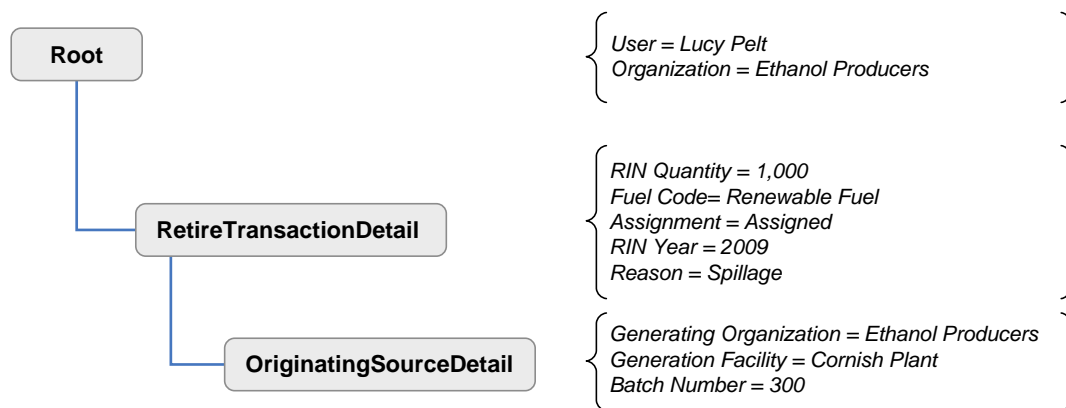 Root
User = Lucy Pelt
Organization = Ethanol Producers
RetireTransactionDetail
RIN Quantity = 1,000
Fuel Code= Renewable Fuel
Assignment = Assigned
RIN Year = 2009
Reason = Spillage
OriginatingSourceDetail
Generating Organization = Ethanol Producers
Generation Facility = Cornish Plant
Batch Number = 300